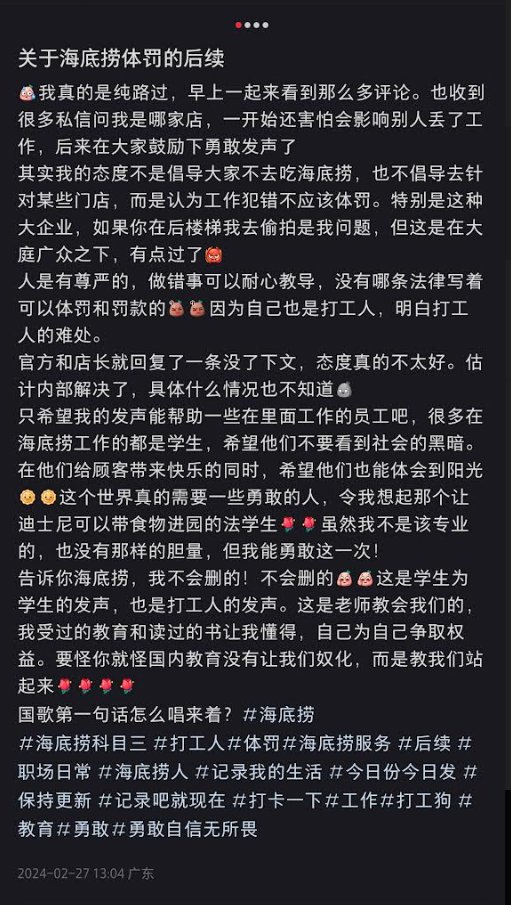 关于海底捞体罚的后续
我真的是纯路过，早上一起来看到那么多评论。也收到
很多私信问我是哪家店，一开始还害怕会影响别人丢了工
作，后来在大家鼓励下勇敢发声了
其实我的态度不是倡导大家不去吃海底捞，也不倡导去针
对某些门店，而是认为工作犯错不应该体罚。特别是这种
大企业，如果你在后楼梯我去偷拍是我问题，但这是在大
庭广众之下，有点过了👹
人是有尊严的，做错事可以耐心教导，没有哪条法律写着
可以体罚和罚款的因为自己也是打工人，明白打工
人的难处。
官方和店长就回复了一条没了下文，态度真的不太好。估
计内部解决了，具体什么情况也不知道
只希望我的发声能帮助一些在里面工作的员工吧，很多在
海底捞工作的都是学生，希望他们不要看到社会的黑暗。
在他们给顾客带来快乐的同时，希望他们也能体会到阳光
这个世界真的需要一些勇敢的人，令我想起那个让
迪士尼可以带食物进园的法学生🌹🌹虽然我不是该专业
的，也没有那样的胆量，但我能勇敢这一次！
告诉你海底捞，我不会删的！不会删的这是学生为
学生的发声，也是打工人的发声。这是老师教会我们的，
我受过的教育和读过的书让我懂得，自己为自己争取权
益。要怪你就怪国内教育没有让我们奴化，而是教我们站
起来🌹🌹🌹🌹
国歌第一句话怎么唱来着？#海底捞
#海底捞科目三 #打工人#体罚#海底捞服务 #后续 #
职场日常 #海底捞人 #记录我的生活 #今日份今日发 #
保持更新 #记录吧就现在 #打卡一下#工作#打工狗 #
教育#勇敢#勇敢自信无所畏
2024-02-27 13:04 广东